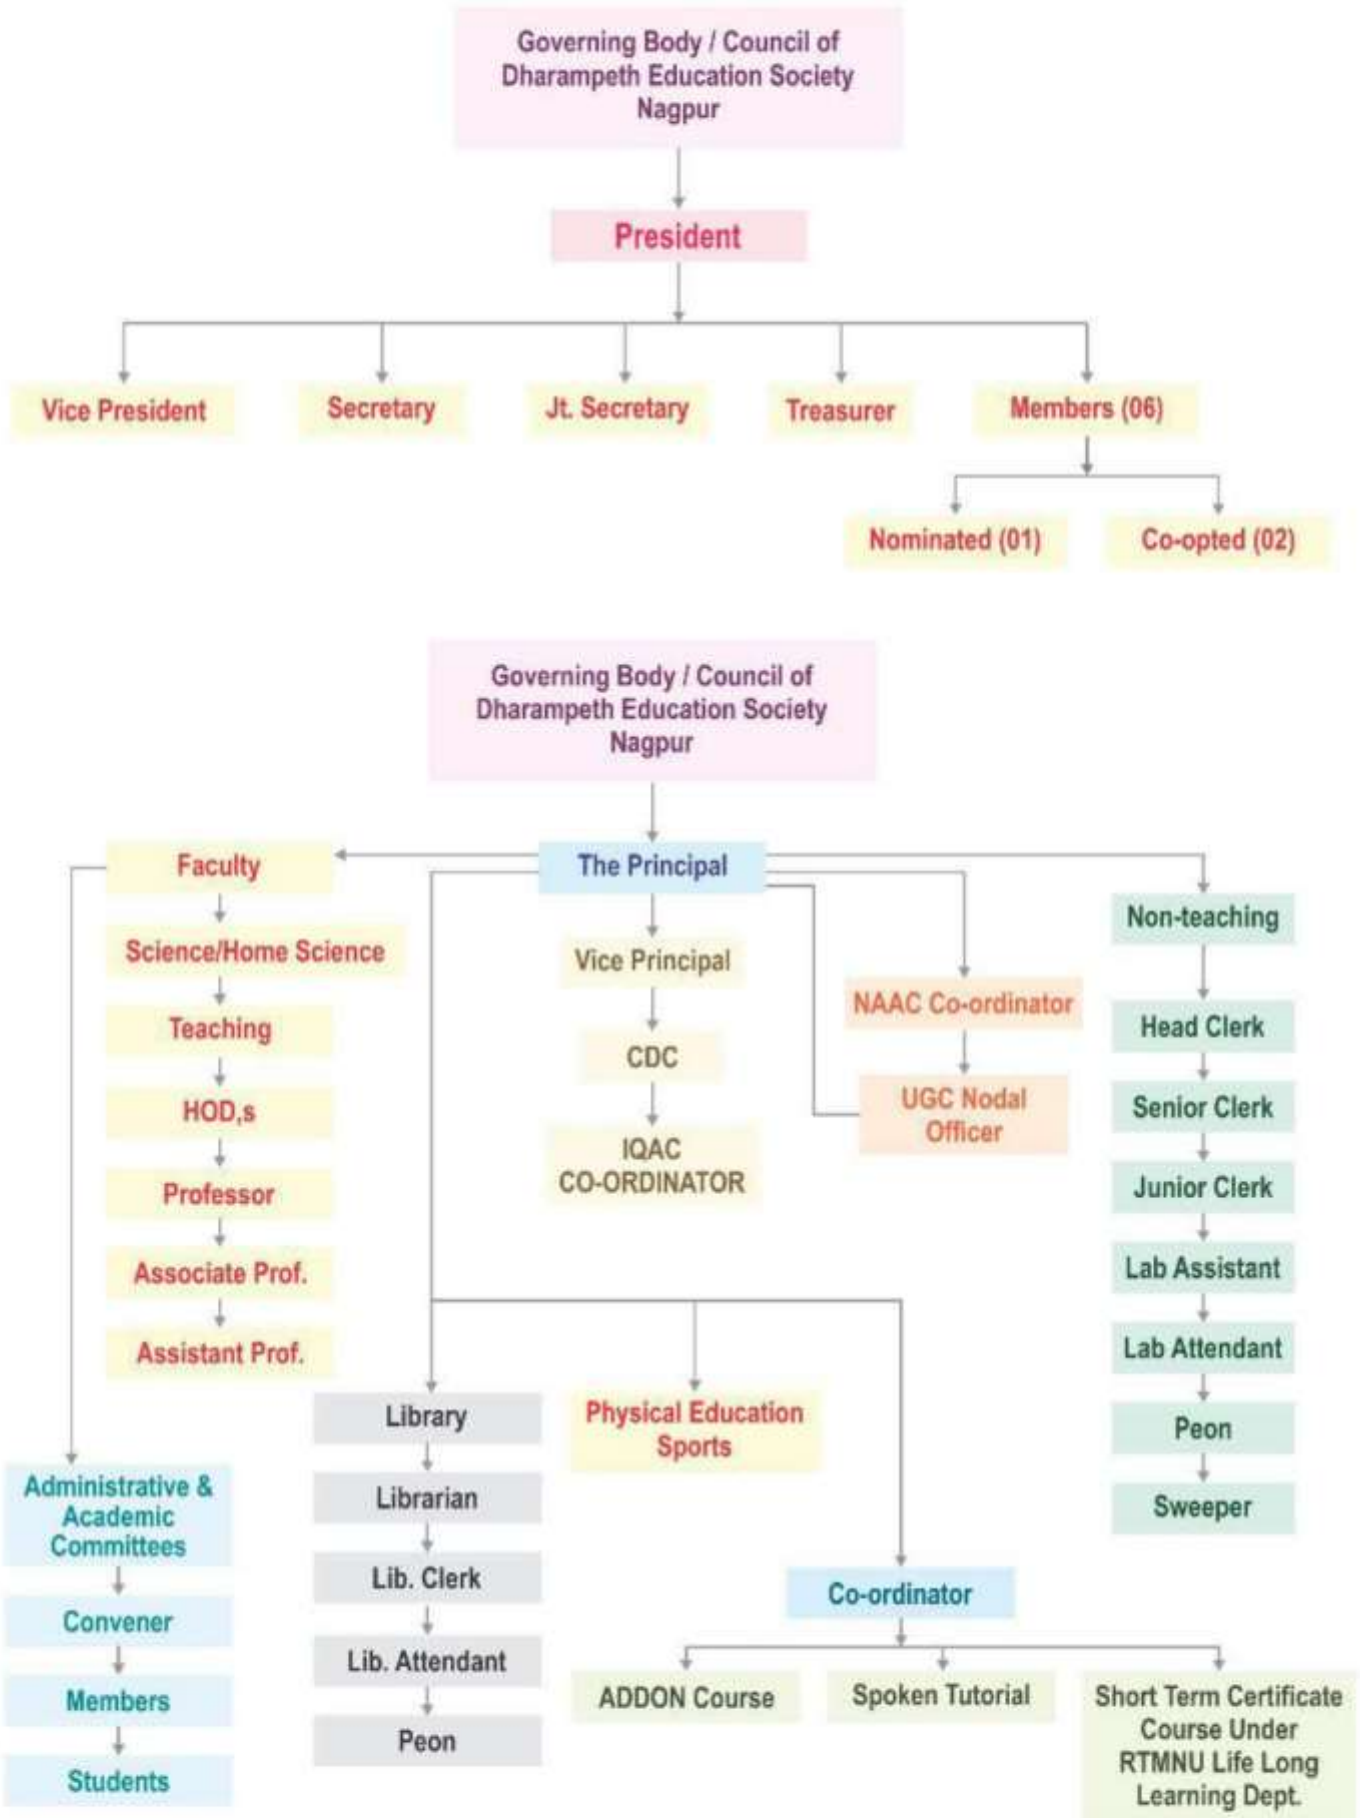 Governing Body / Council of
Dharampeth Education Society
Nagpur
President
Vice President
Secretary
Jt. Secretary
Treasurer
Members (06)
Nominated (01)
Co-opted (02)
Governing Body / Council of
Dharampeth Education Society
Nagpur
The Principal
Faculty
Science/Home Science
Teaching
HOD,s
Professor
Associate Prof.
Assistant Prof.
Administrative &
Academic
Committees
Convener
Members
Students
Vice Principal
CDC
IQAC
CO-ORDINATOR
NAAC Co-ordinator
UGC Nodal
Officer
Non-teaching
Head Clerk
Senior Clerk
Junior Clerk
Lab Assistant
Lab Attendant
Peon
Sweeper
Library
Librarian
Lib. Clerk
Lib. Attendant
Peon
Physical Education
Sports
Co-ordinator
ADDON Course
Spoken Tutorial
Short Term Certificate
Course Under
RTMNU Life Long
Learning Dept.